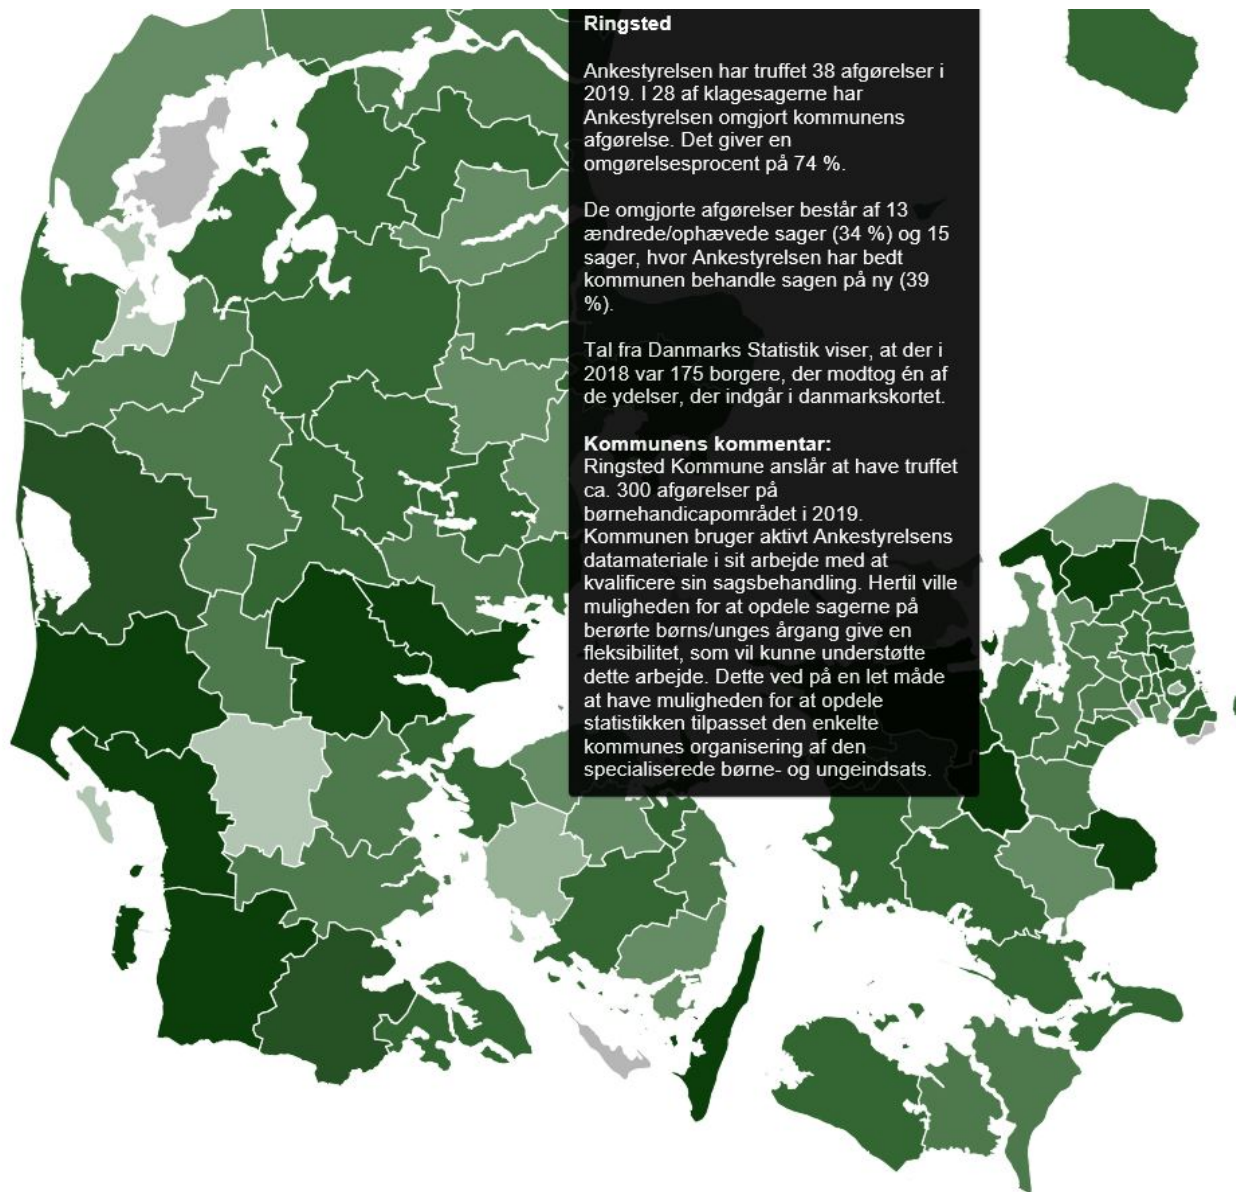 Ringsted
Ankestyrelsen har truffet 38 afgørelser i
2019. I 28 af klagesagerne har
Ankestyrelsen omgjort kommunens
afgørelse. Det giver en
omgørelsesprocent på 74 %.
De omgjorte afgørelser består af 13
ændrede/ophævede sager (34 %) og 15
sager, hvor Ankestyrelsen har bedt
kommunen behandle sagen på ny (39
%).
Tal fra Danmarks Statistik viser, at der i
2018 var 175 borgere, der modtog én af
de ydelser, der indgår i danmarkskortet.
Kommunens kommentar:
Ringsted Kommune anslår at have truffet
ca. 300 afgørelser på
børnehandicapområdet i 2019.
Kommunen bruger aktivt Ankestyrelsens
datamateriale i sit arbejde med at
kvalificere sin sagsbehandling. Hertil ville
muligheden for at opdele sagerne på
berørte børns/unges årgang give en
fleksibilitet, som vil kunne understøtte
dette arbejde. Dette ved på en let måde
at have muligheden for at opdele
statistikken tilpasset den enkelte
kommunes organisering af den
specialiserede børne- og ungeindsats.